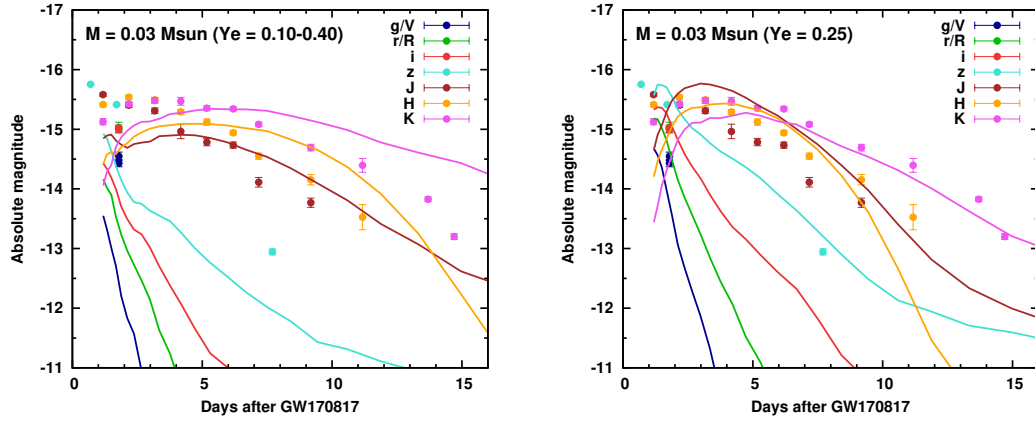 M = 0.03 Msun (Ye = 0.10-0.40)
g/V
r/R
i
z
J
H
K
-17
-16
-15
-14
-13
-12
-11
Absolute magnitude
0
5
10
15
Days after GW170817
M = 0.03 Msun (Ye = 0.25)
g/V
r/R
i
z
J
H
K
-17
-16
-15
-14
-13
-12
-11
Absolute magnitude
0
5
10
15
Days after GW170817